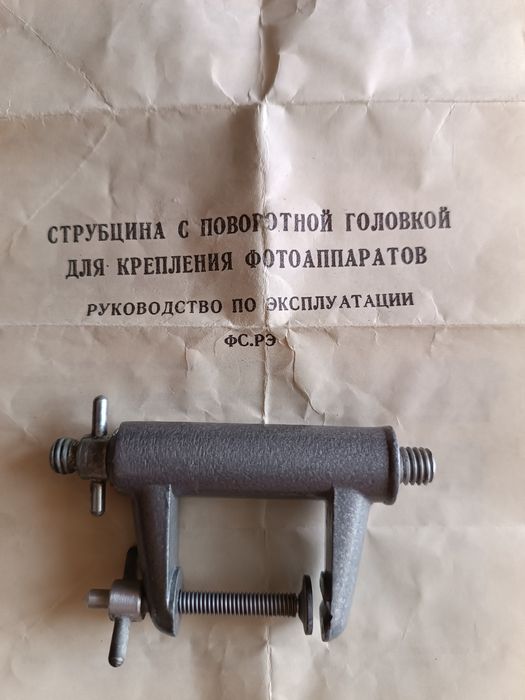 СТРУБЦИНА С ПОВОРОТНОЙ ГОЛОВКОЙ
ДЛЯ КРЕПЛЕНИЯ ФОТОАППАРАТОВ
РУКОВОДСТВО ПО ЭКСПЛУАТАЦИИ
ФС.РЭ